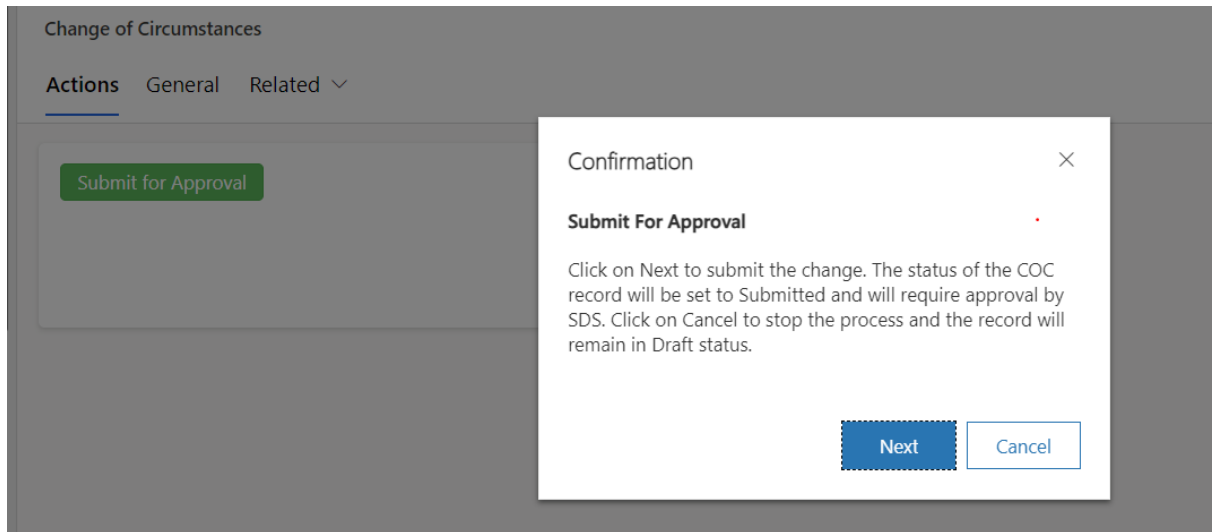 Change of Circumstances
Actions General Related
Submit for Approval
Confirmation
Submit For Approval
Click on Next to submit the change. The status of the COC
record will be set to Submitted and will require approval by
SDS. Click on Cancel to stop the process and the record will
remain in Draft status.
Next Cancel